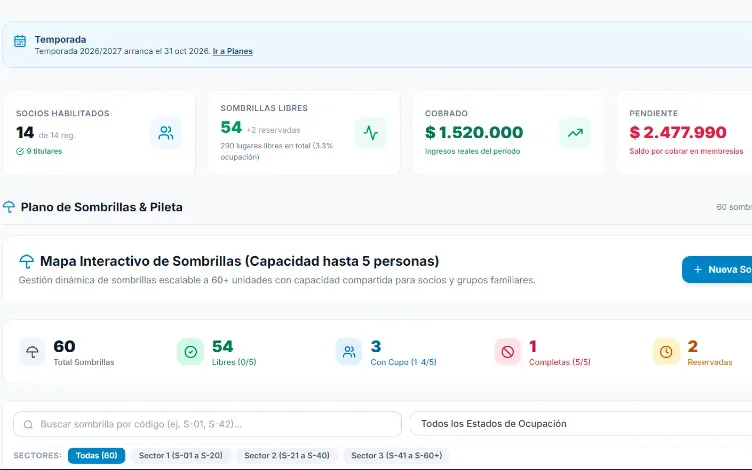 Temporada
Temporada 2026/2027 arranca el 31 oct 2026. Ir a Planes
SOCIOS HABILITADOS
14 de 14 reg.
9 titulares
SOMBRILLAS LIBRES
54 +2 reservadas
290 lugares libres en total (3.3%
ocupación)
COBRADO
$ 1.520.000
Ingresos reales del período
PENDIENTE
$ 2.477.990
Saldo por cobrar en membresías
Plano de Sombrillas & Pileta
60 sombr
Mapa Interactivo de Sombrillas (Capacidad hasta 5 personas)
Gestión dinámica de sombrillas escalable a 60+ unidades con capacidad compartida para socios y grupos familiares.
+ Nueva So
60
Total Sombrillas
54
Libres (0/5)
3
Con Cupo (1-4/5)
1
Completas (5/5)
2
Reservadas
Buscar sombrilla por código (ej. S-01, S-42)...
Todos los Estados de Ocupación
SECTORES:
Todas (60)
Sector 1 (S-01 a S-20)
Sector 2 (S-21 a S-40)
Sector 3 (S-41 a S-60+)